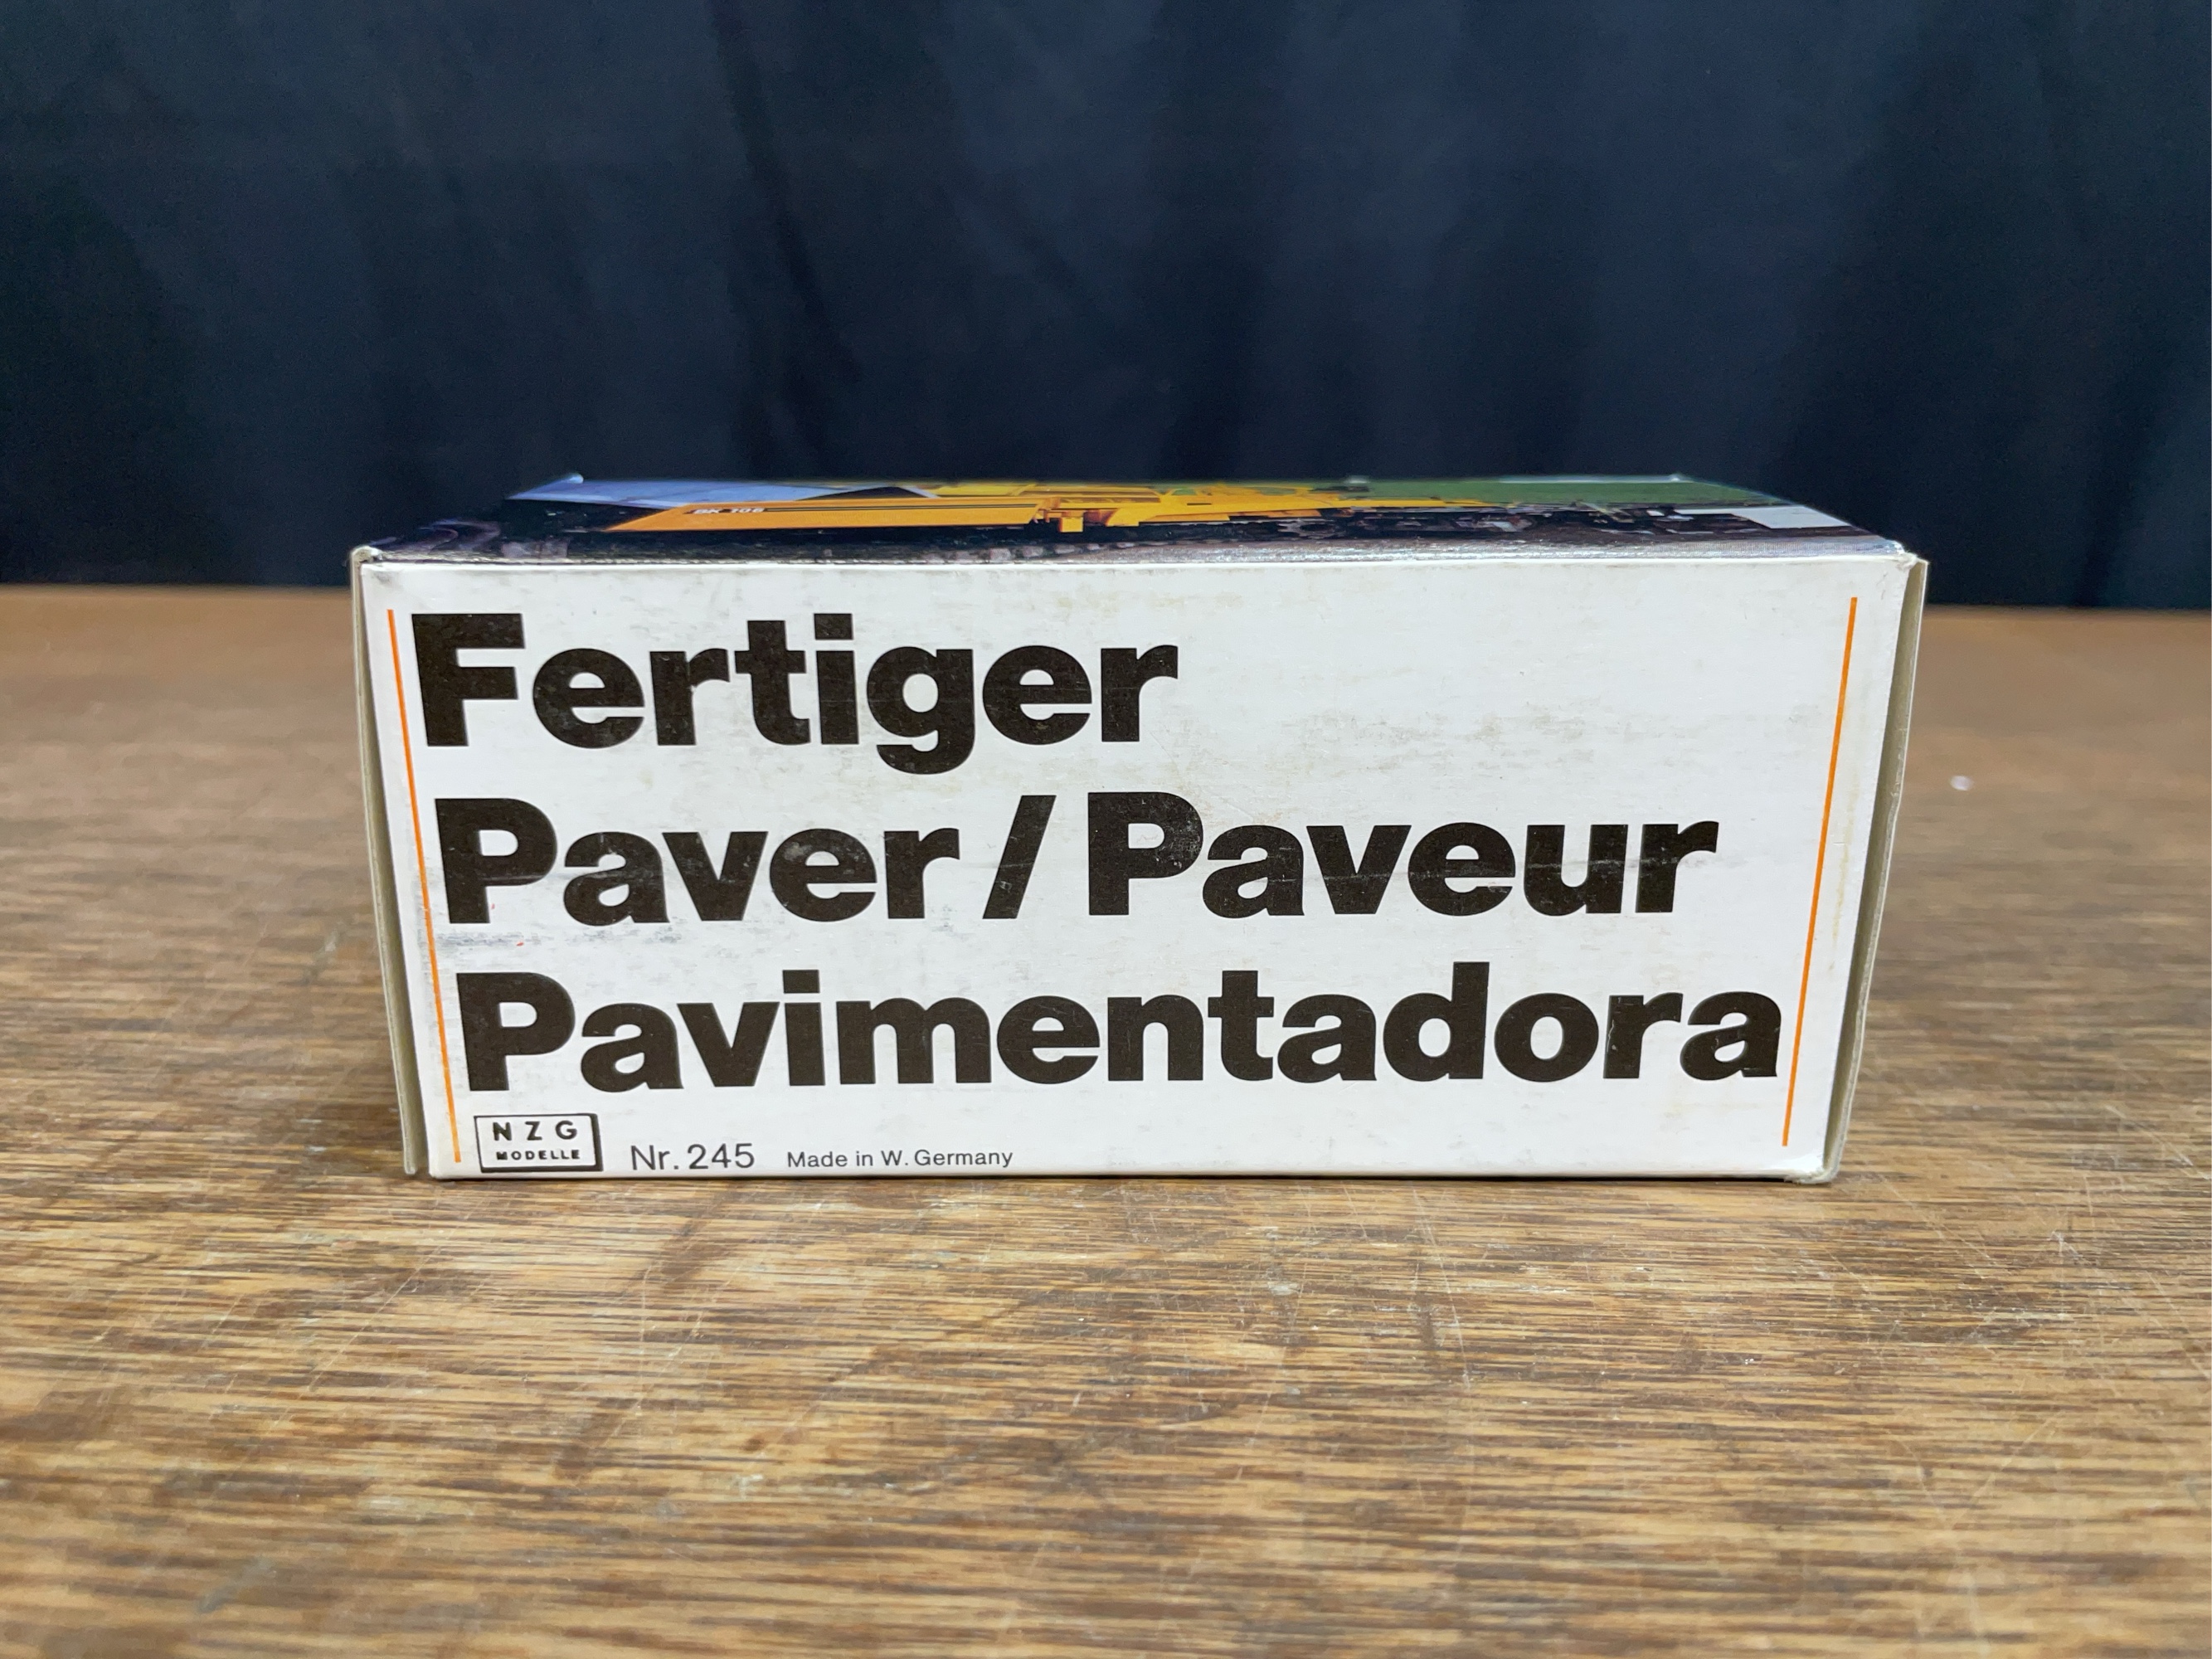 Fertiger
Paver / Paveur
Pavimentadora
NZG
MODELLE
Nr. 245 Made in W. Germany